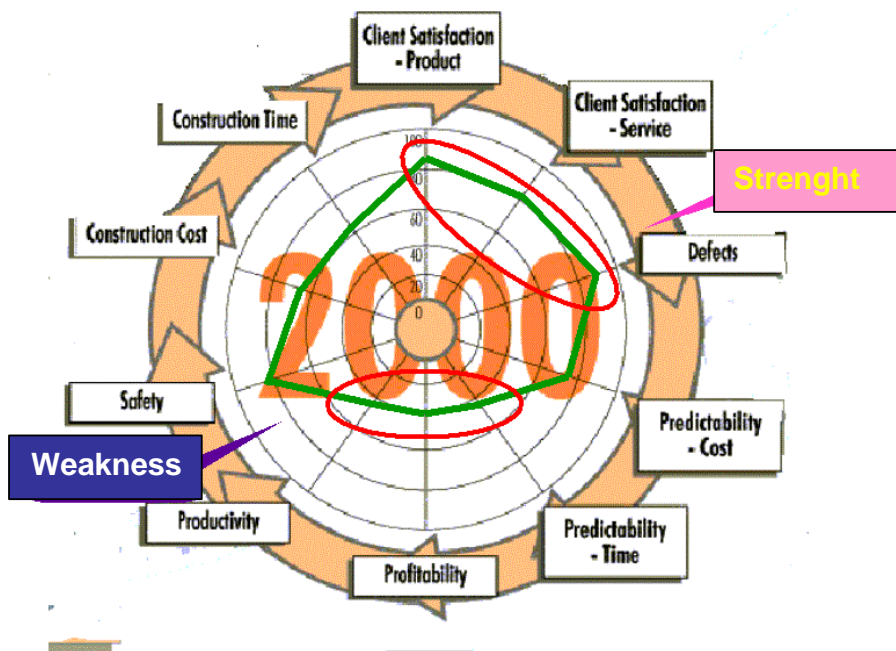 Client Satisfaction
- Product
Client Satisfaction
- Service
Construction Time
Strenght
Construction Cost
Defects
100
80
60
40
20
0
2000
Safety
Predictability
- Cost
Weakness
Productivity
Predictability
- Time
Profitability